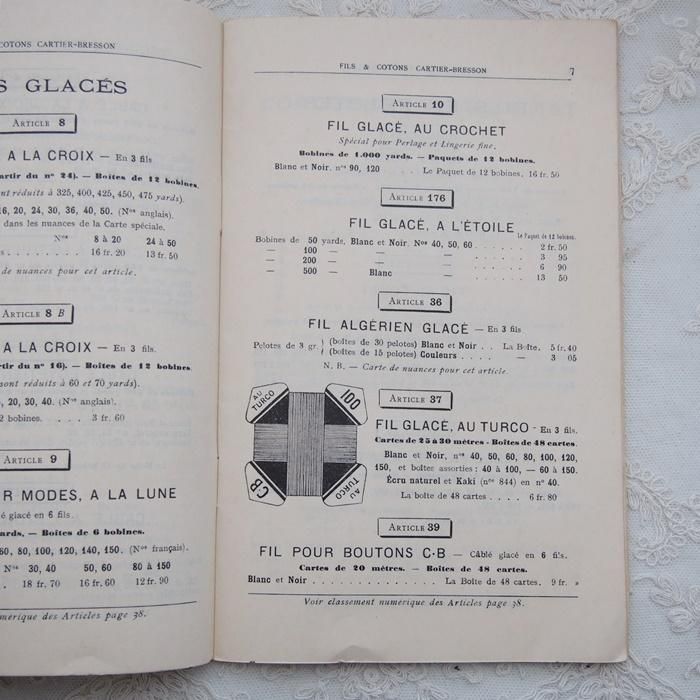 COTONS CARTIER-BRESSON
S GLACÉS
ARTICLE 8
A LA CROIX — En 3 fils
artir du nº 24). — Boîtes de 12 bobines.
ont réduits à 325, 400, 425, 450, 475 yards).
16, 20, 24, 30, 36, 40, 50. (Nos anglais).
dans les nuances de la Carte spéciale.
Nos 8 à 20 24 à 50
16 fr. 20 13 fr. 50
de nuances pour cet article.
ARTICLE 8 B
A LA CROIX — En 3 fils.
artir du nº 16). — Boîtes de 12 bobines.
sont réduits à 60 et 70 yards).
20, 30, 40. (Nos anglais).
2 bobines. . . . . 3 fr. 60
ARTICLE 9
R MODES, A LA LUNE
é glacé en 6 fils.
ards. — Boîtes de 6 bobines.
60, 80, 100, 120, 140, 150. (Nos français).
Nos 30, 40 50, 60 80 à 150
18 fr. 70 16 fr. 60 12 fr. 90
mérique des Articles page 38.
FILS & COTONS CARTIER-BRESSON 7
ARTICLE 10
FIL GLACÉ, AU CROCHET
Spécial pour Perlage et Lingerie fine.
Bobines de 1.000 yards. — Paquets de 12 bobines.
Blanc et Noir, nos 90, 120 . . . . Le Paquet de 12 bobines. 16 fr. 50
ARTICLE 176
FIL GLACÉ, A L'ÉTOILE
Le Paquet de 12 bobines.
Bobines de 50 yards. Blanc et Noir. Nos 40, 50, 60 . . . . . . 2 fr. 50
— 100 — — — . . . . . . 3 95
— 200 — — — . . . . . . 6 90
— 500 — Blanc — . . . . . . 13 50
ARTICLE 36
FIL ALGÉRIEN GLACÉ — En 3 fils
Pelotes de 3 gr. (boîtes de 30 pelotes) Blanc et Noir . . La Boîte. 5 fr. 40
(boîtes de 15 pelotes) Couleurs . . . . — 3 05
N. B. — Carte de nuances pour cet article.
AU TURCO
100
CB
AU TURCO
ARTICLE 37
FIL GLACÉ, AU TURCO - En 3 fils.
Cartes de 25 à 30 mètres - Boîtes de 48 cartes.
Blanc et Noir, nos 40, 50, 60, 80, 100, 120,
150, et boîtes assorties : 40 à 100, — 60 à 150.
Écru naturel et Kaki (nº 844) en nº 40.
La boîte de 48 cartes . . . . 6 fr. 80
ARTICLE 39
FIL POUR BOUTONS C·B — Câblé glacé en 6 fils.
Cartes de 20 mètres. — Boîtes de 48 cartes.
Blanc et Noir . . . . . . . . . . . . La Boîte de 48 cartes. 9 fr. »
Voir classement numérique des Articles page 38.